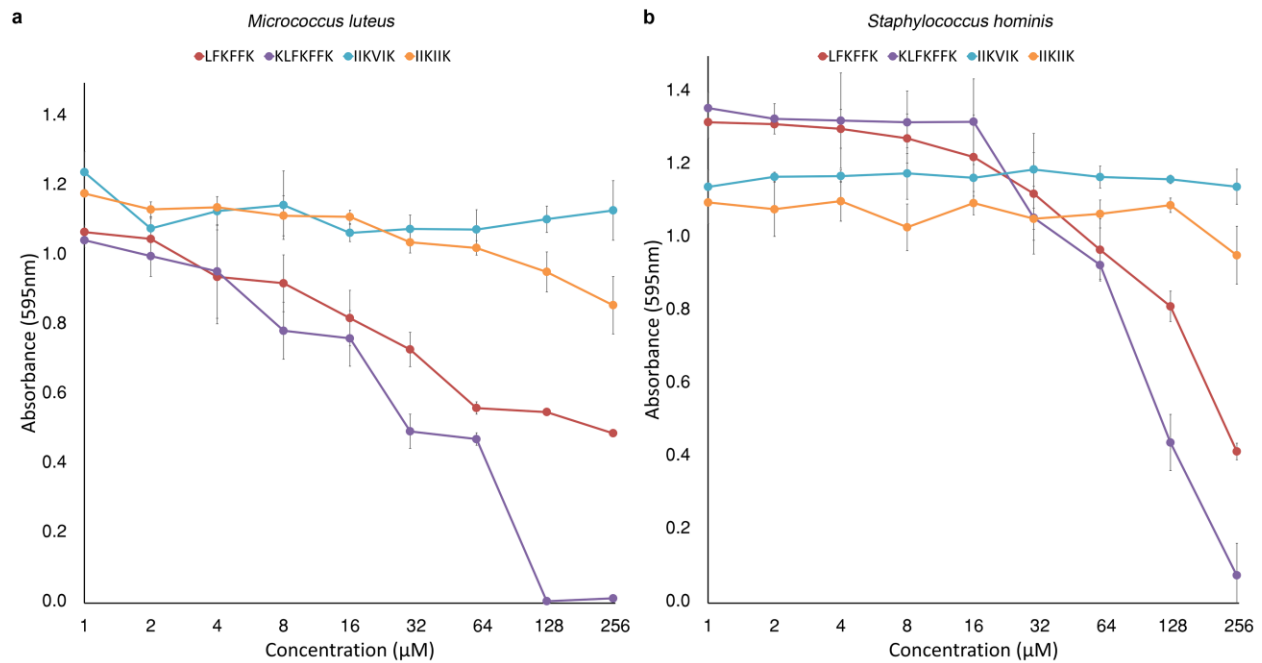 a
Micrococcus luteus
LFKFFK KLFKFFK IIKVIK IIKIIK
Absorbance (595nm)
1.4
1.2
1.0
0.8
0.6
0.4
0.2
0.0
1 2 4 8 16 32 64 128 256
Concentration (μM)
b
Staphylococcus hominis
LFKFFK KLFKFFK IIKVIK IIKIIK
Absorbance (595nm)
1.4
1.2
1.0
0.8
0.6
0.4
0.2
0.0
1 2 4 8 16 32 64 128 256
Concentration (μM)